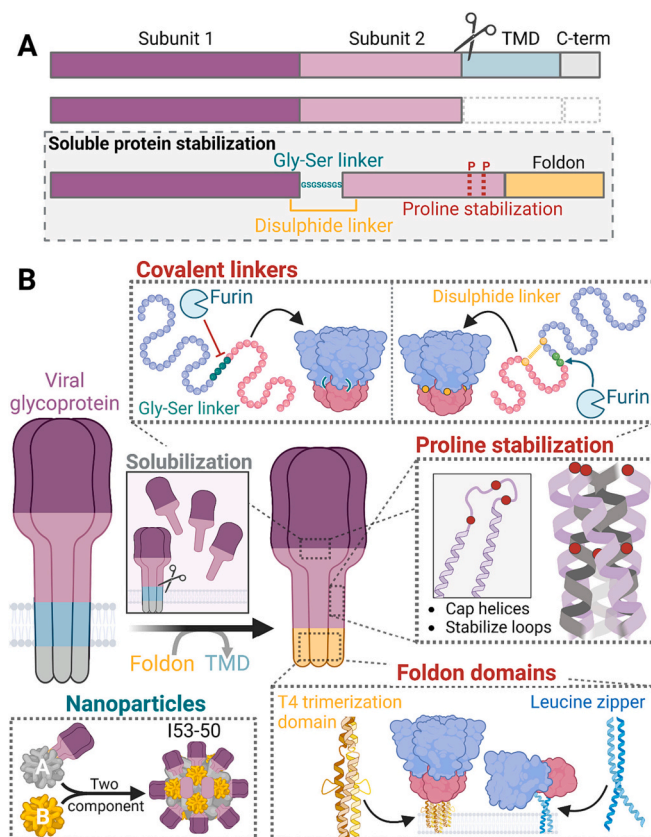 A
Subunit 1
Subunit 2
TMD
C-term
Soluble protein stabilization
Gly-Ser linker
P P
Foldon
GSGSGSGS
Disulphide linker
Proline stabilization
B
Covalent linkers
Furin
Gly-Ser linker
Disulphide linker
Furin
Viral
glycoprotein
Solubilization
Foldon
TMD
Proline stabilization
• Cap helices
• Stabilize loops
Nanoparticles
I53-50
A
B
Two
component
Foldon domains
T4 trimerization
domain
Leucine zipper